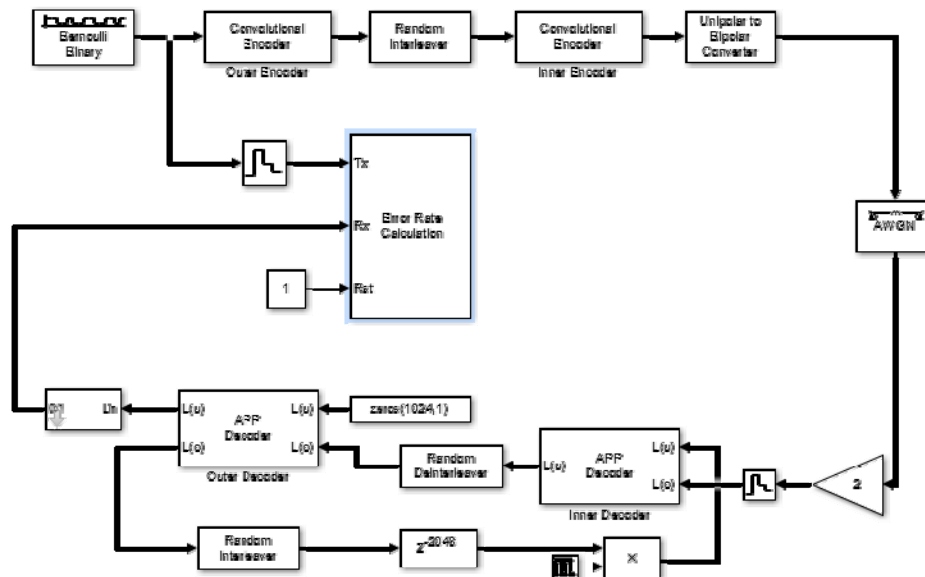 Bernoulli
Binary
Convolutional
Encoder
Outer Encoder
Random
Interleaver
Convolutional
Encoder
Inner Encoder
Unipolar to
Bipolar
Converter
Tx
Rx
Error Rate
Calculation
AWGN
1
Rst
L(u)
APP
Decoder
L(u)
zeros(1024,1)
L(c)
L(c)
Outer Decoder
Random
Deinterleaver
L(u)
APP
Decoder
L(u)
L(c)
Inner Decoder
2
Random
Interleaver
Z-2048
X